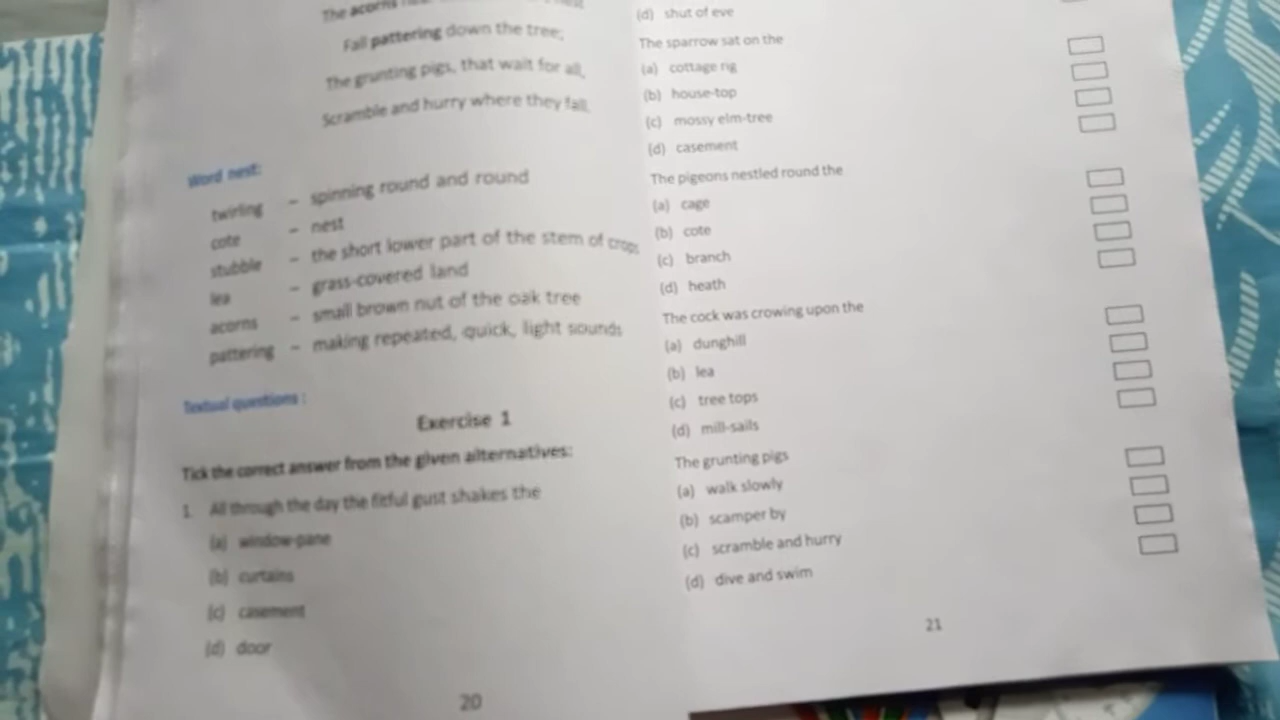 The acorns
Fall pattering down the tree;
The grunting pigs, that wait for all,
Scramble and hurry where they fall.
Word nest:
twirling – spinning round and round
cote – nest
stubble – the short lower part of the stem of crops
lea – grass-covered land
acorns – small brown nut of the oak tree
pattering – making repeated, quick, light sounds
Textual questions :
Exercise 1
Tick the correct answer from the given alternatives:
1. All through the day the fitful gust shakes the
(a) window-pane
(b) curtains
(c) casement
(d) door
20
(d) shut of eve
The sparrow sat on the
(a) cottage rig
(b) house-top
(c) mossy elm-tree
(d) casement
The pigeons nestled round the
(a) cage
(b) cote
(c) branch
(d) heath
The cock was crowing upon the
(a) dunghill
(b) lea
(c) tree tops
(d) mill-sails
The grunting pigs
(a) walk slowly
(b) scamper by
(c) scramble and hurry
(d) dive and swim
21